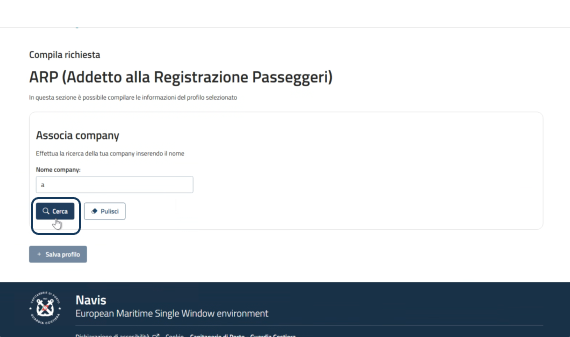 Compila richiesta
ARP (Addetto alla Registrazione Passeggeri)
In questa sezione è possibile compilare le informazioni del profilo selezionato
Associa company
Effettua la ricerca della tua company inserendo il nome
Nome company:
a
Cerca Pulisci
+ Salva profilo
Navis
European Maritime Single Window environment
Dichiarazione di accessibilità Cookie Capitanerie di Porto - Guardia Costiera